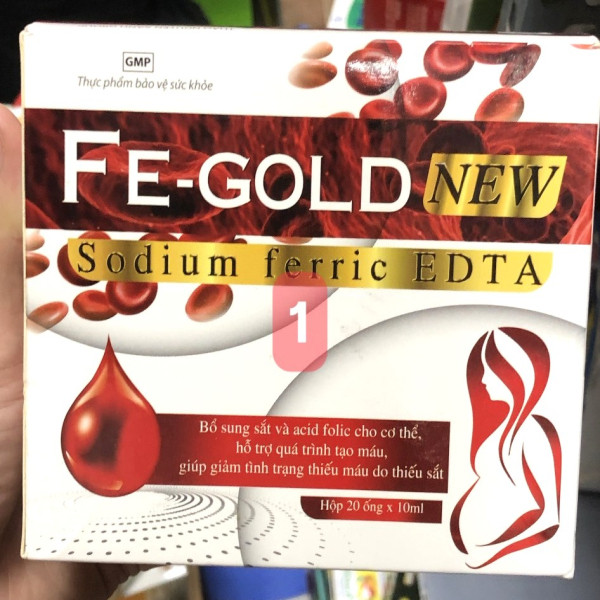 GMP
Thực phẩm bảo vệ sức khỏe
FE-GOLD NEW
Sodium ferric EDTA
1
Bổ sung sắt và acid folic cho cơ thể,
hỗ trợ quá trình tạo máu,
giúp giảm tình trạng thiếu máu do thiếu sắt
Hộp 20 ống x 10ml